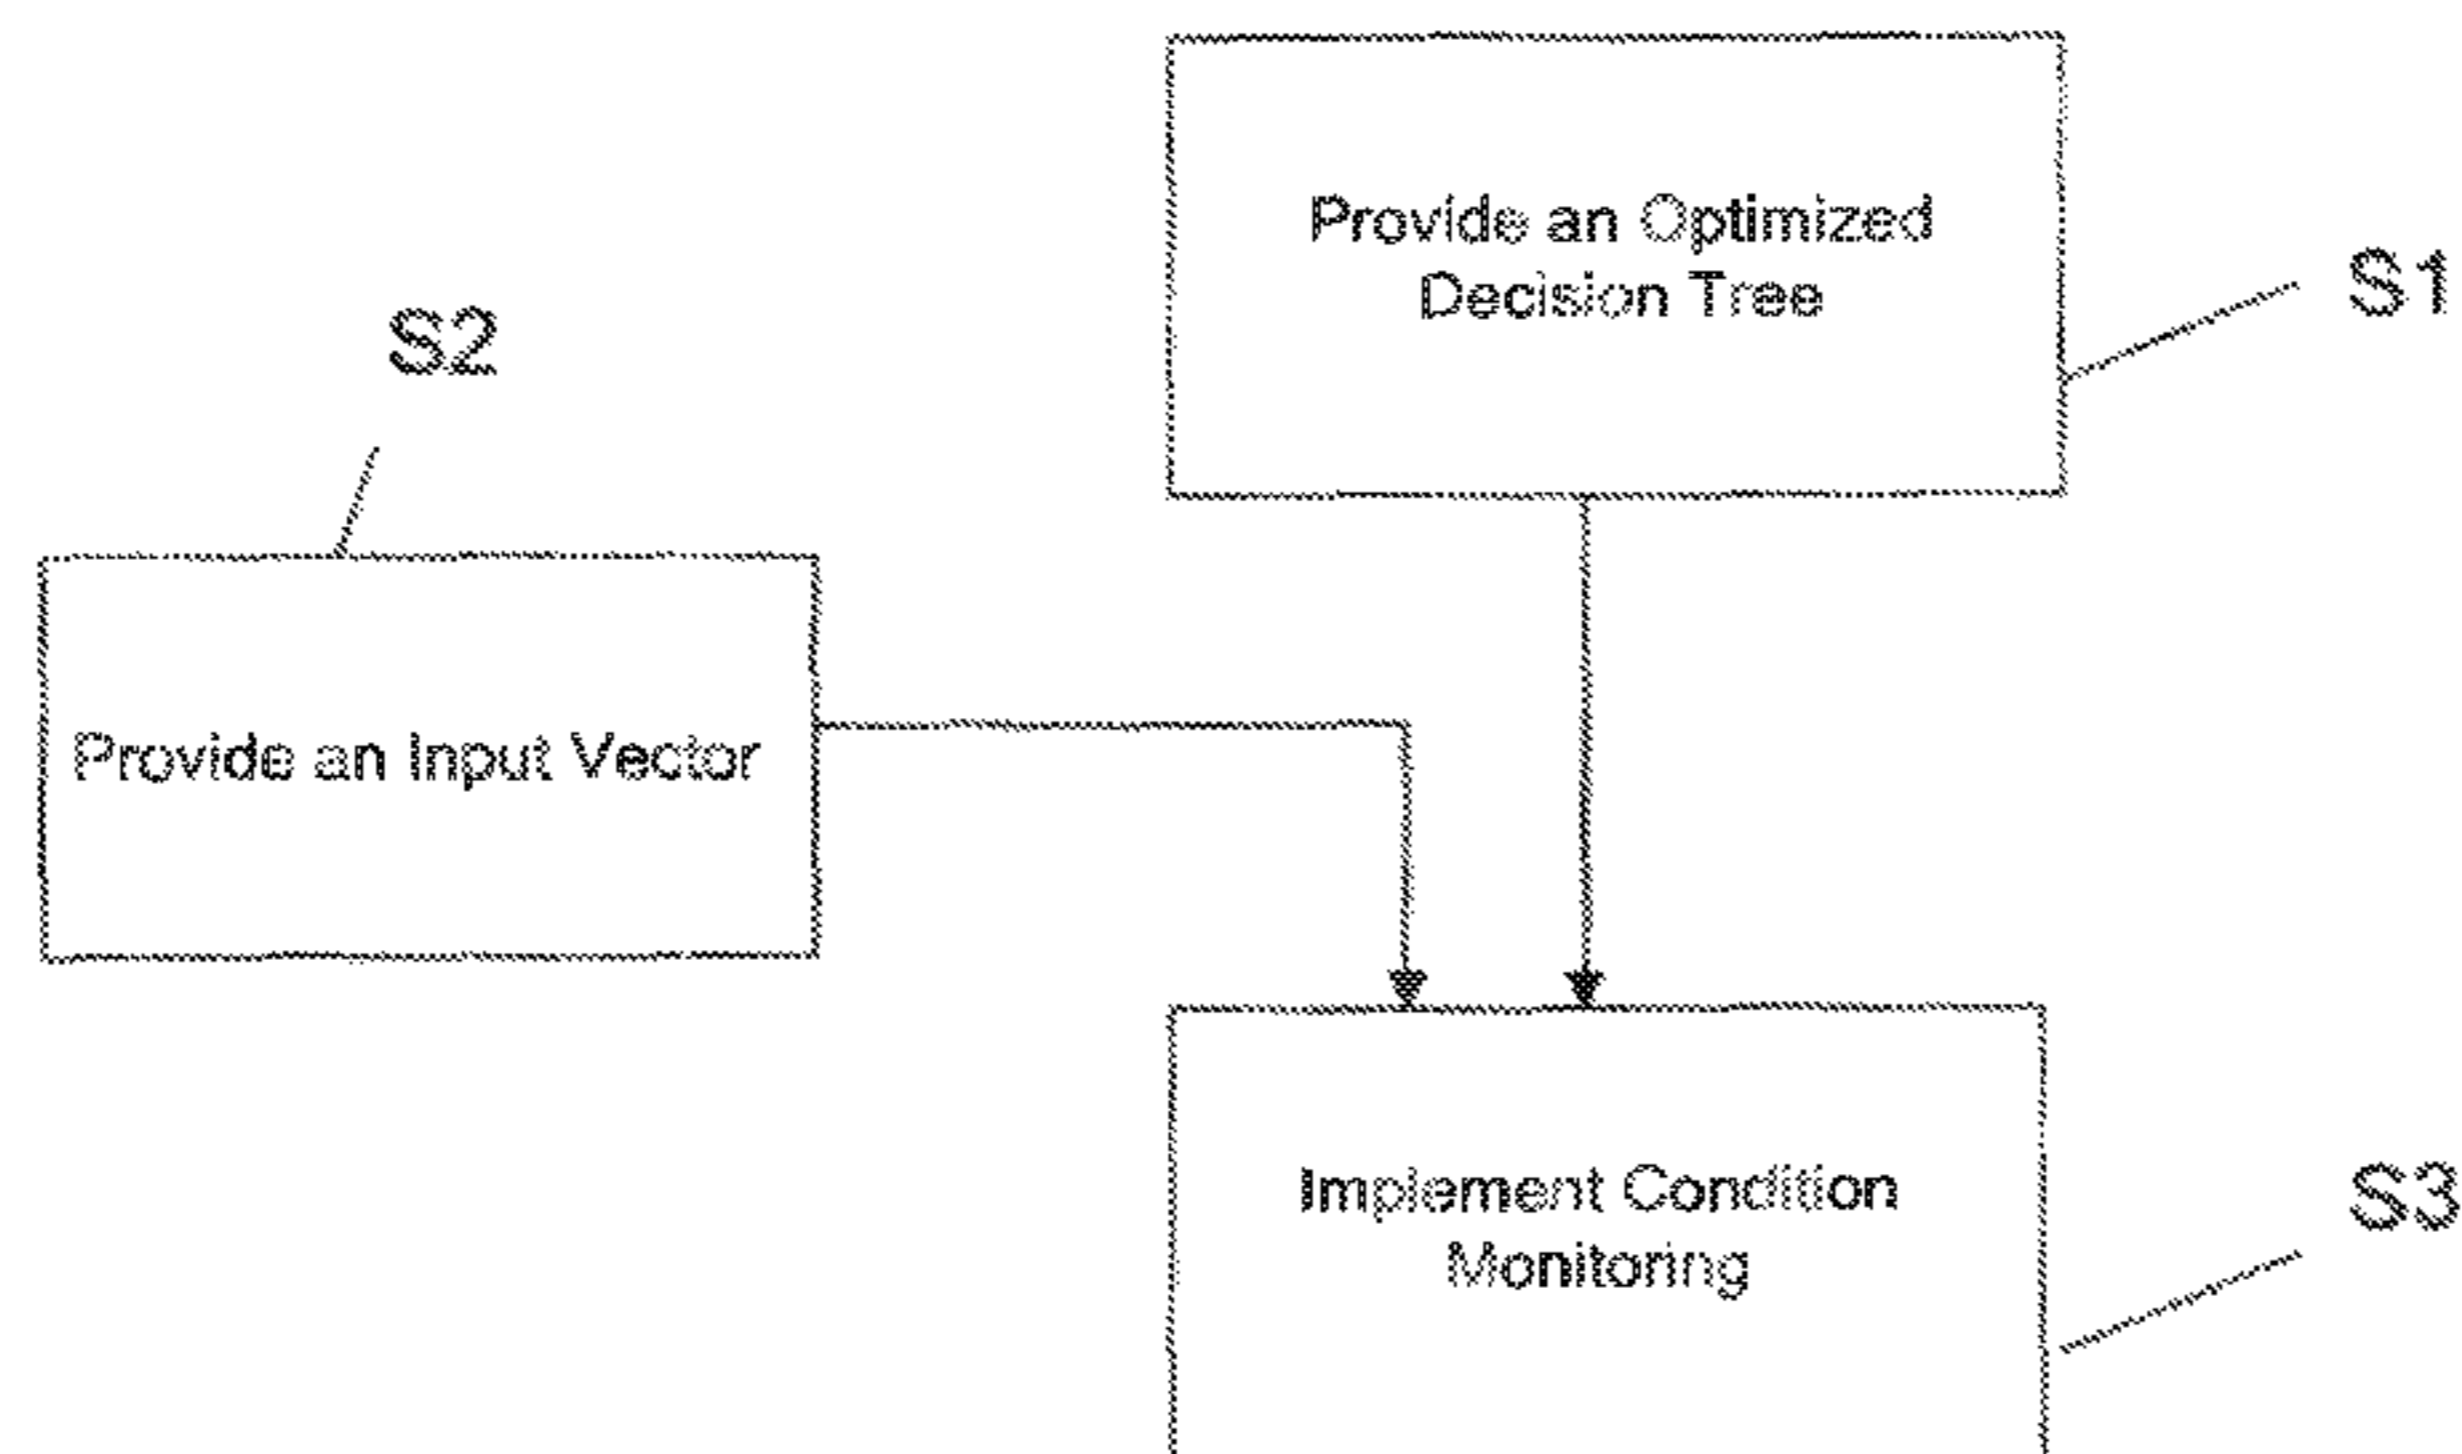 Provide an Optimized
Decision Tree
S1
S2
Provide an Input Vector
Implement Condition
Monitoring
S3